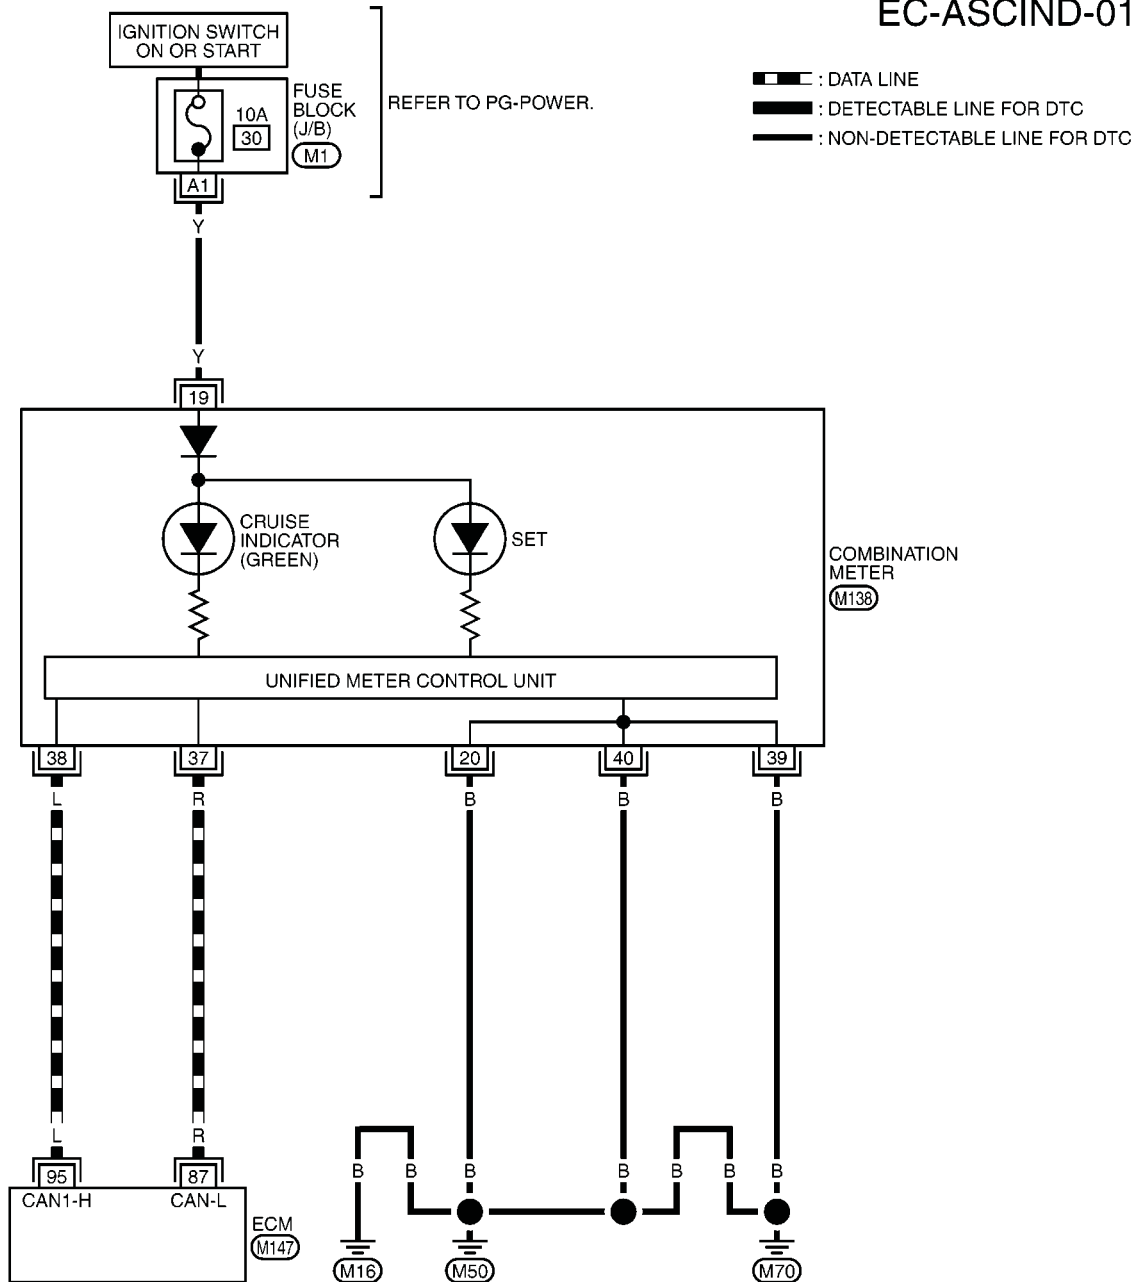 EC-ASCIND-01
IGNITION SWITCH
ON OR START
FUSE
BLOCK
(J/B)
M1
10A
30
REFER TO PG-POWER.
: DATA LINE
: DETECTABLE LINE FOR DTC
: NON-DETECTABLE LINE FOR DTC
A1
Y
Y
19
CRUISE
INDICATOR
(GREEN)
SET
COMBINATION
METER
M138
UNIFIED METER CONTROL UNIT
38
37
20
40
39
L
R
B
B
B
L
R
B
B
B
B
B
B
B
95
87
CAN1-H
CAN-L
ECM
M147
M16
M50
M70